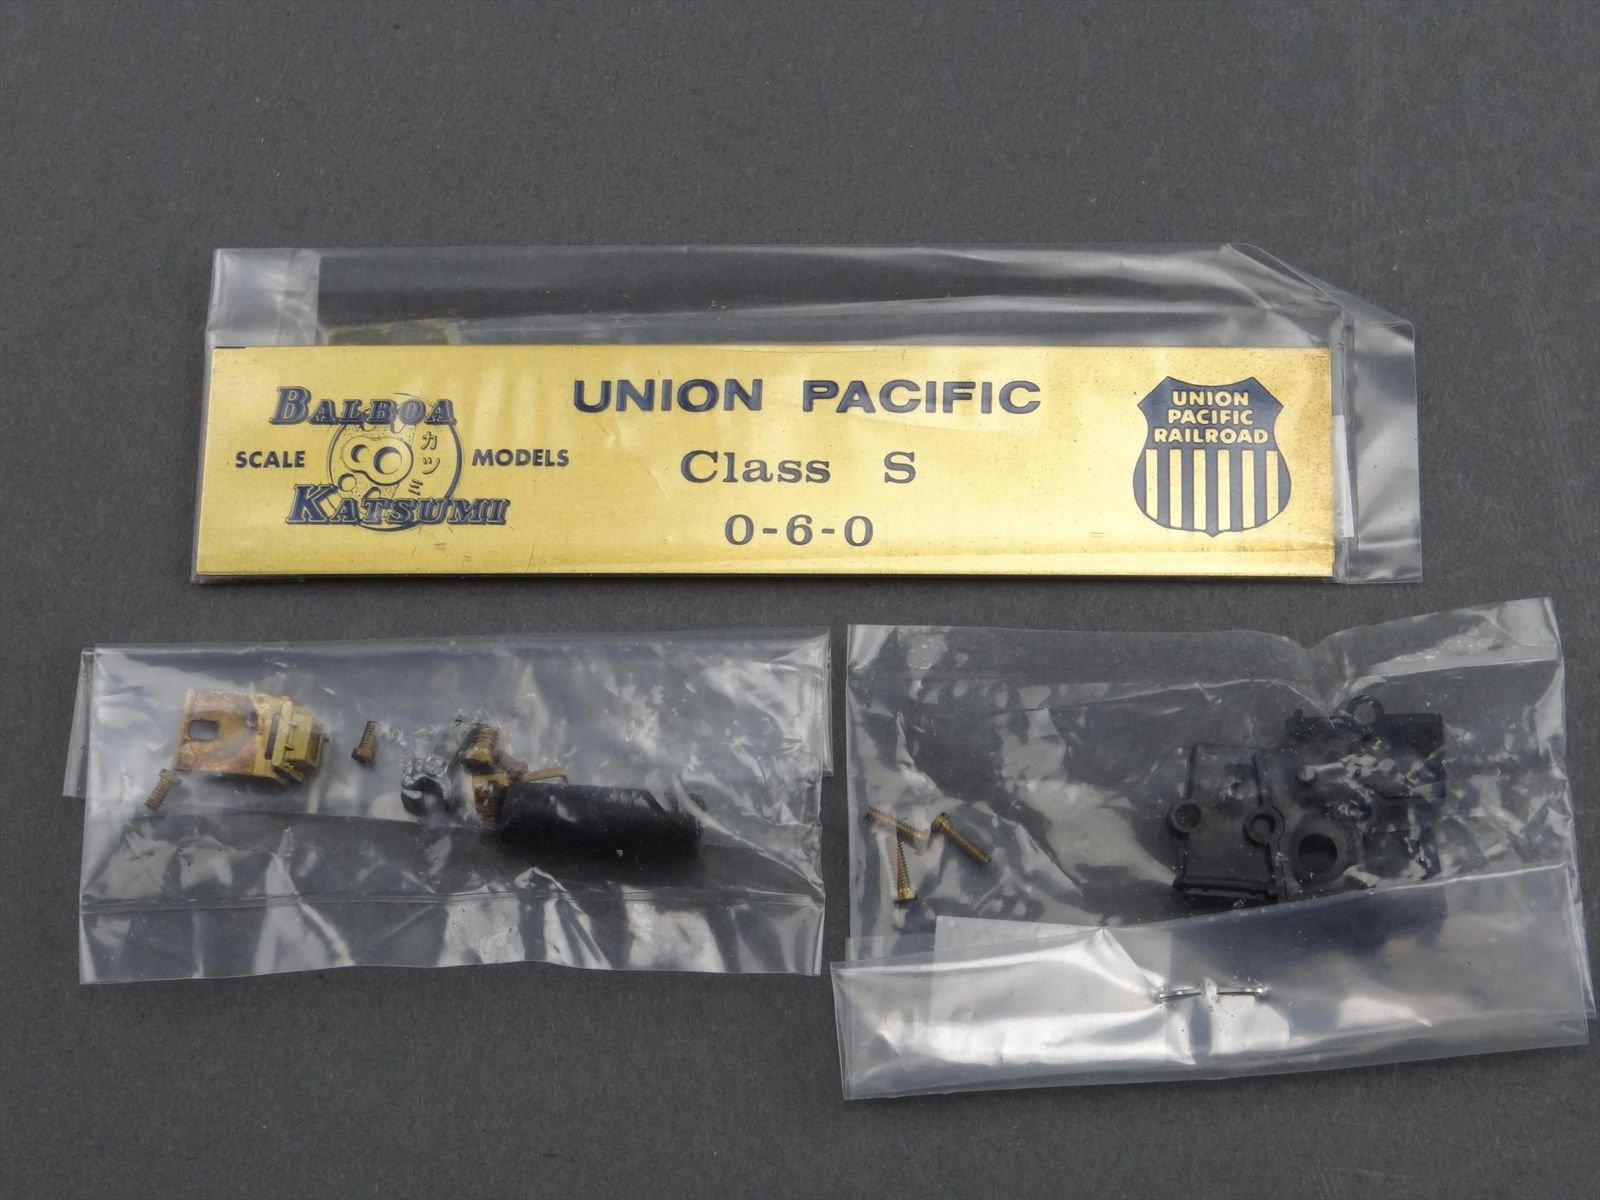 BALBOA
SCALE MODELS
カツミ
KATSUMI
UNION PACIFIC
Class S
0-6-0
UNION
PACIFIC
RAILROAD